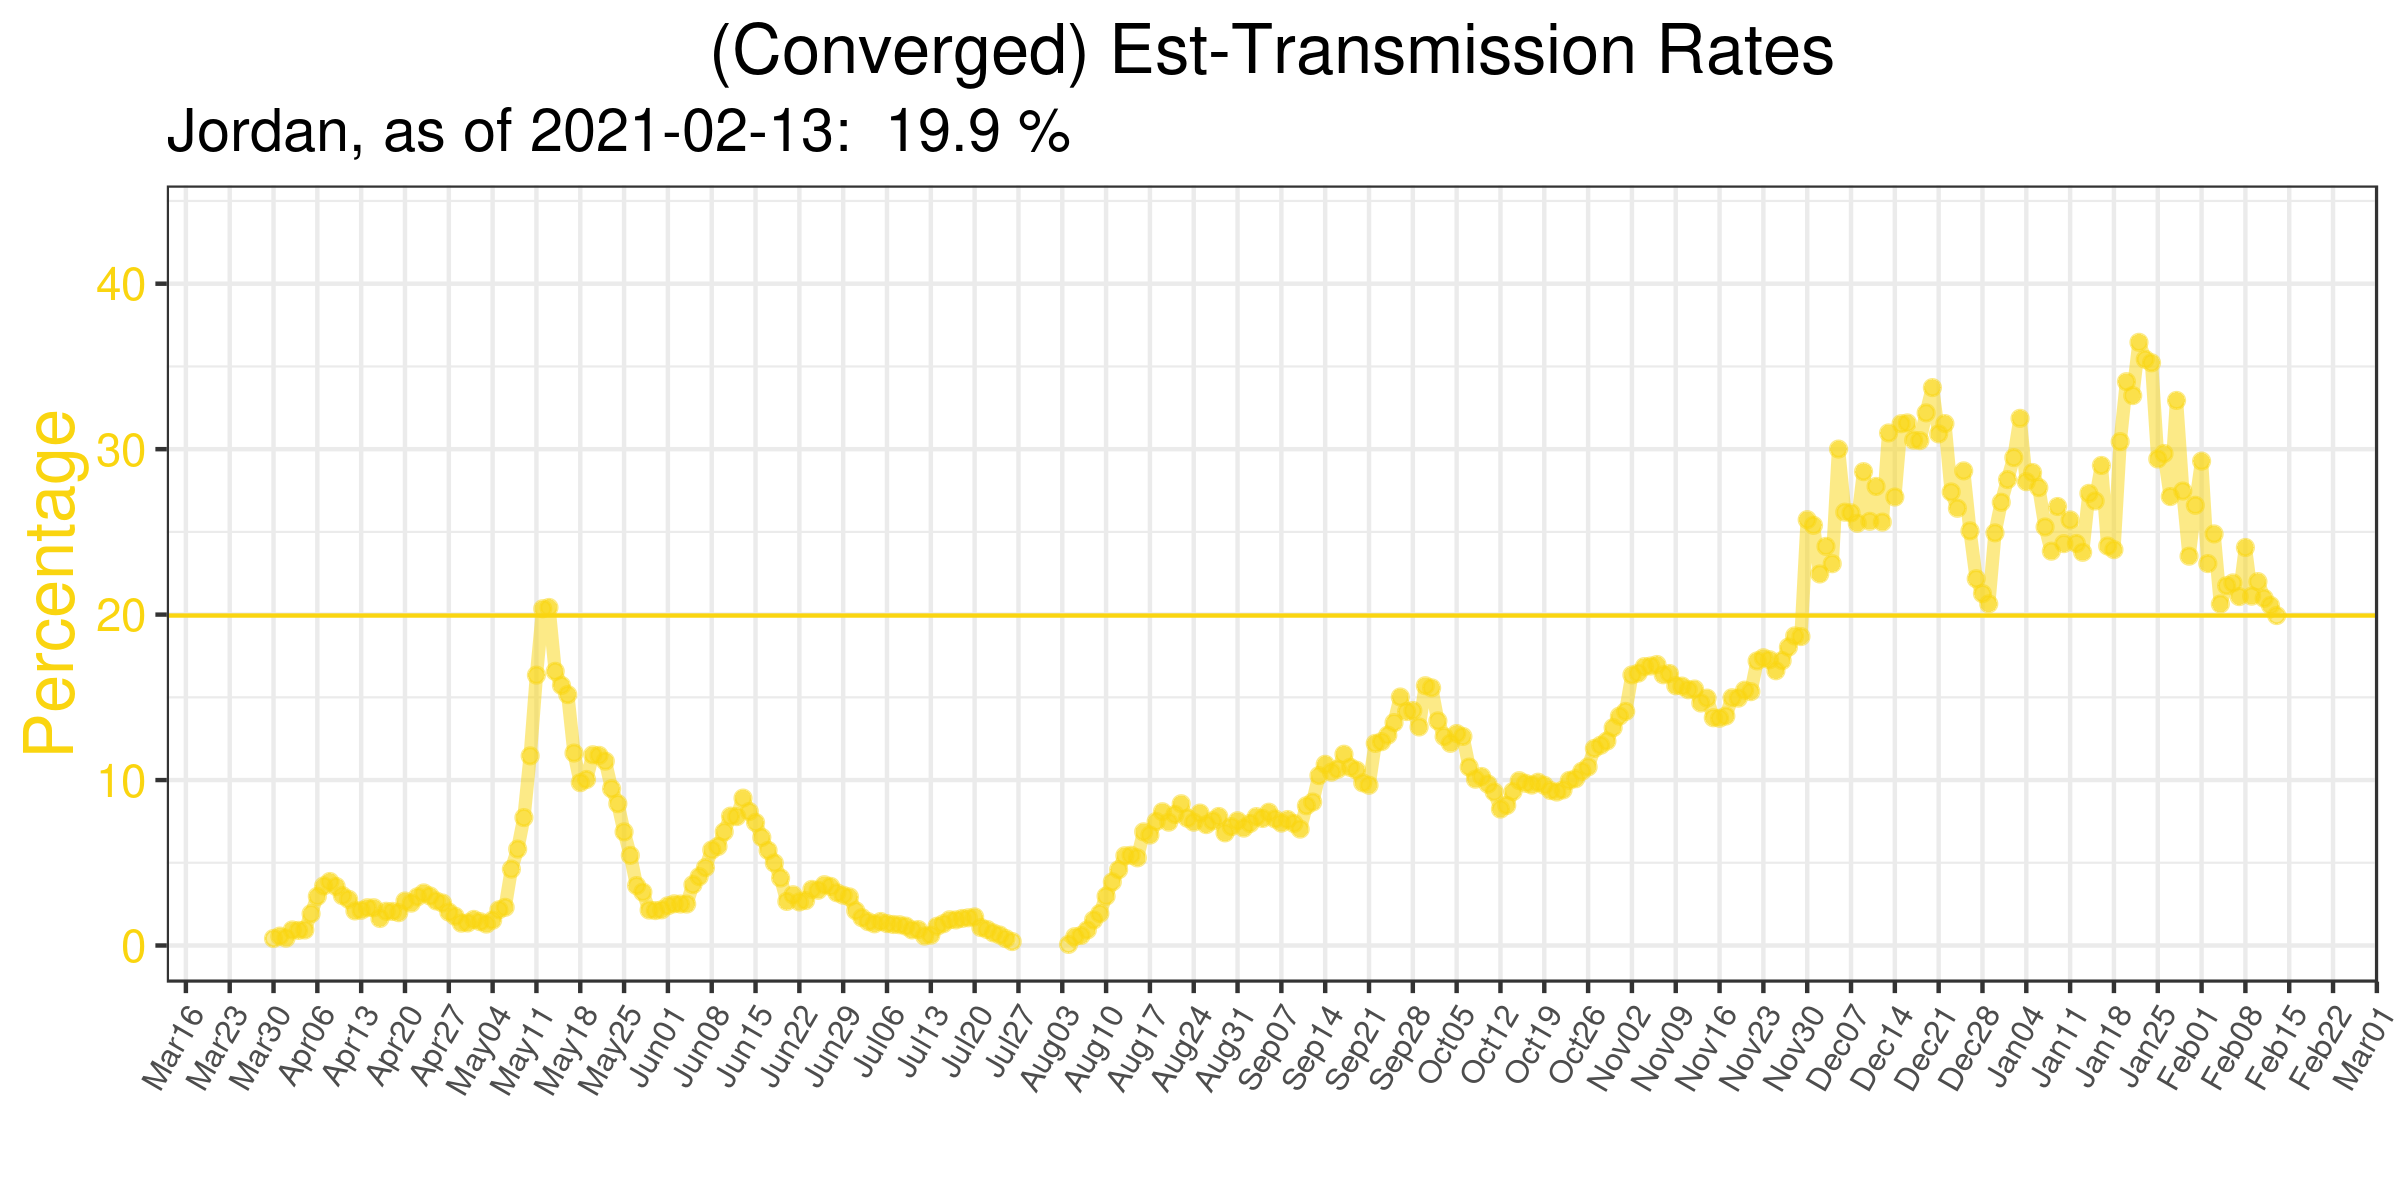 (Converged) Est-Transmission Rates
Jordan, as of 2021-02-13:  19.9 %
Percentage
40
30
20
10
0
Mar16 Mar23 Mar30 Apr06 Apr13 Apr20 Apr27 May04 May11 May18 May25 Jun01 Jun08 Jun15 Jun22 Jun29 Jul06 Jul13 Jul20 Jul27 Aug03 Aug10 Aug17 Aug24 Aug31 Sep07 Sep14 Sep21 Sep28 Oct05 Oct12 Oct19 Oct26 Nov02 Nov09 Nov16 Nov23 Nov30 Dec07 Dec14 Dec21 Dec28 Jan04 Jan11 Jan18 Jan25 Feb01 Feb08 Feb15 Feb22 Mar01